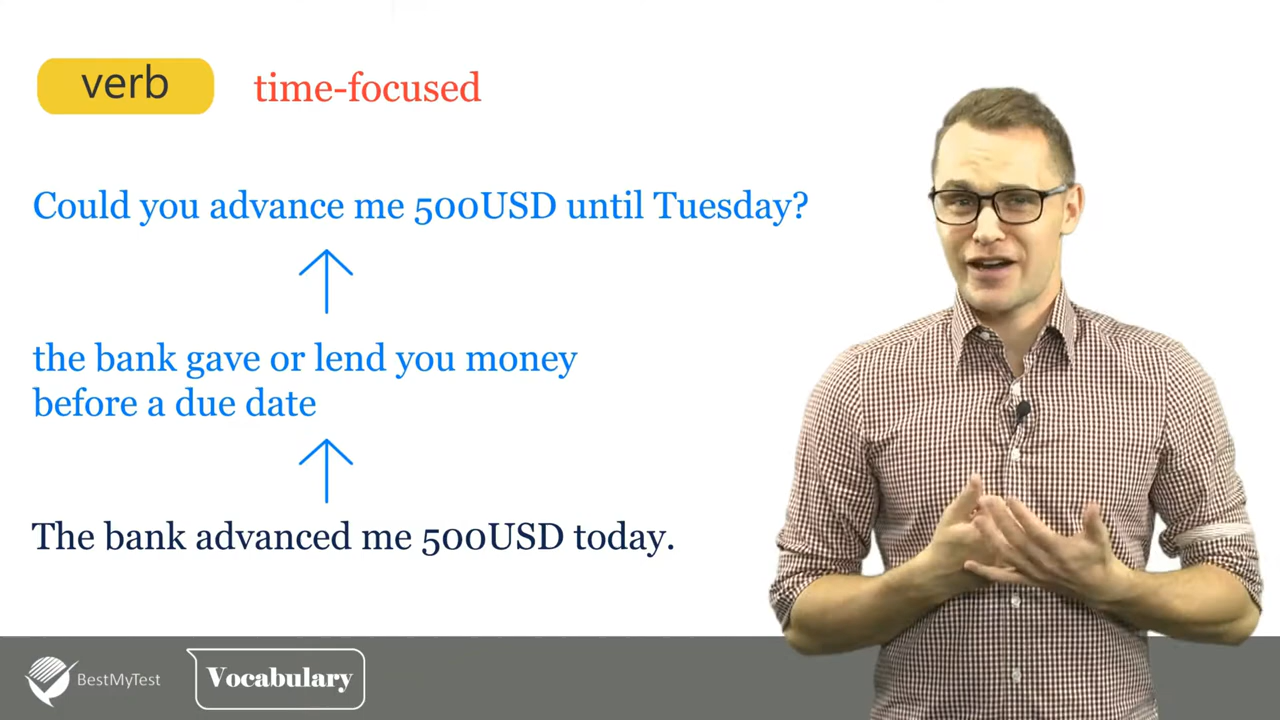 verb
time-focused
Could you advance me 500USD until Tuesday?
the bank gave or lend you money
before a due date
The bank advanced me 500USD today.
BestMyTest
Vocabulary